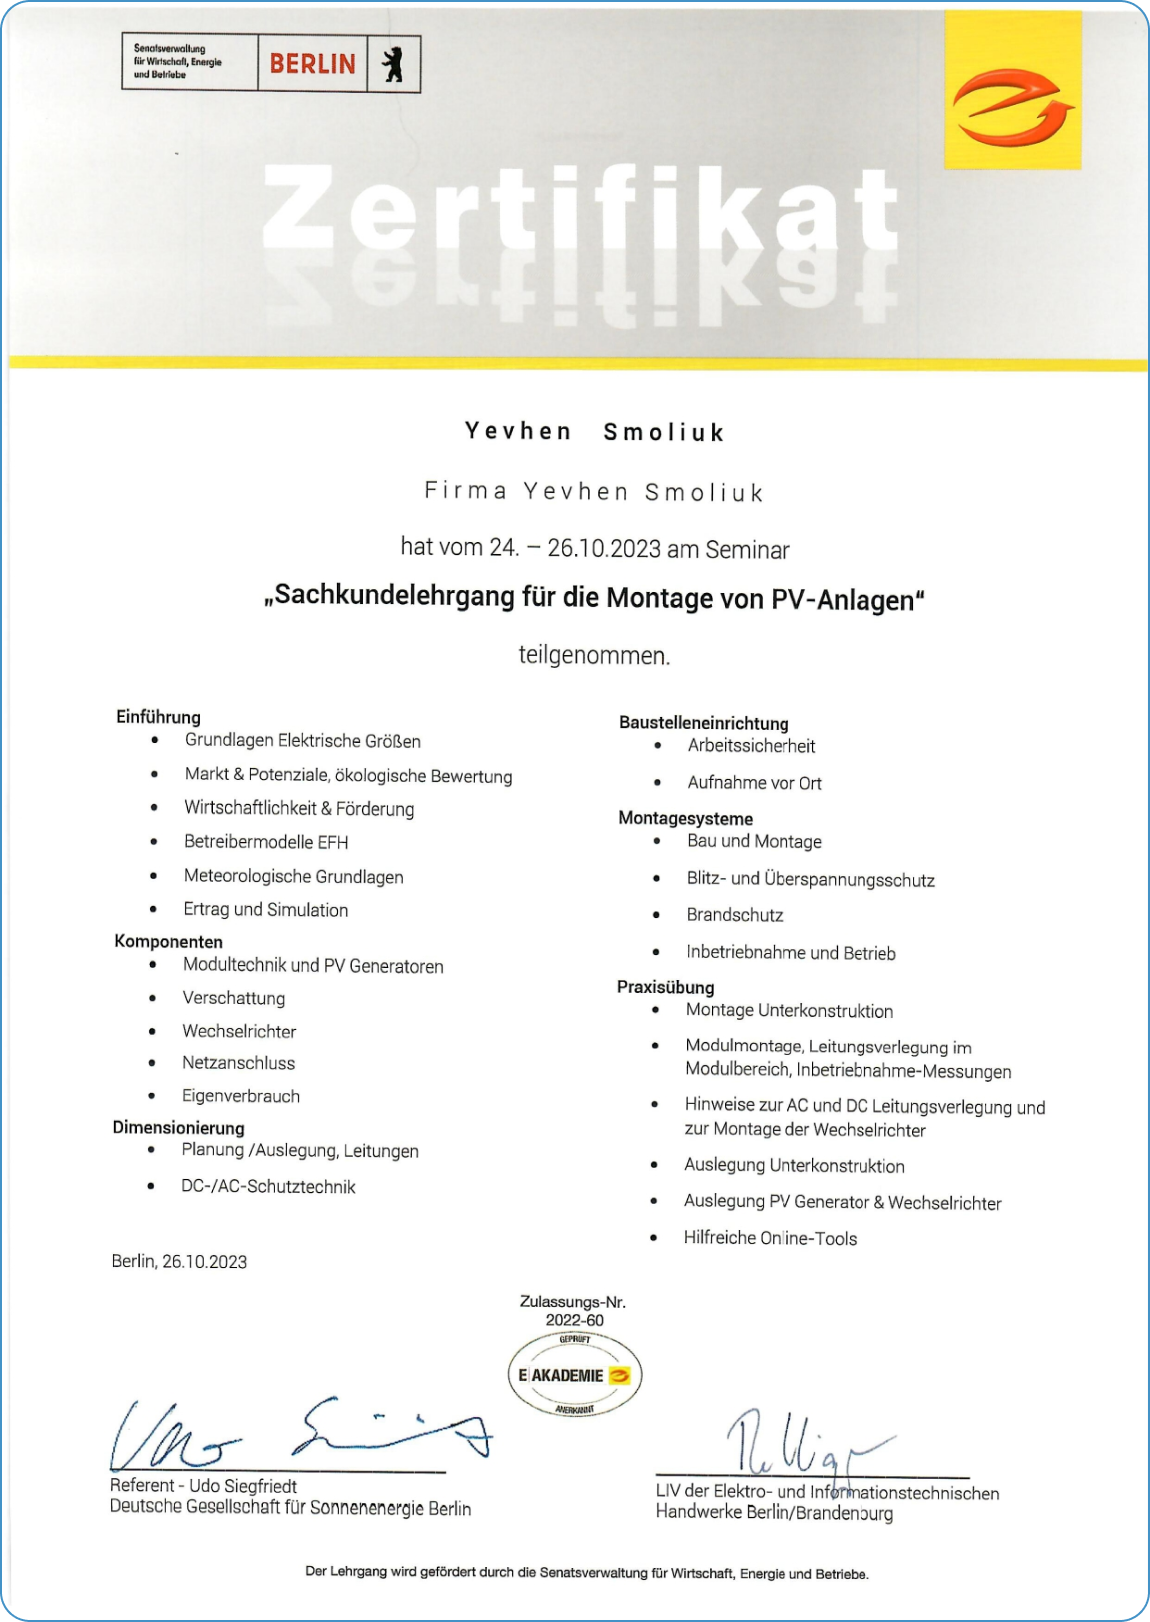 Senatsverwaltung
für Wirtschaft, Energie
und Betriebe
BERLIN
Zertifikat
Yevhen Smoliuk
Firma Yevhen Smoliuk
hat vom 24. – 26.10.2023 am Seminar
„Sachkundelehrgang für die Montage von PV-Anlagen“
teilgenommen.
Einführung
• Grundlagen Elektrische Größen
• Markt & Potenziale, ökologische Bewertung
• Wirtschaftlichkeit & Förderung
• Betreibermodelle EFH
• Meteorologische Grundlagen
• Ertrag und Simulation
Komponenten
• Modultechnik und PV Generatoren
• Verschattung
• Wechselrichter
• Netzanschluss
• Eigenverbrauch
Dimensionierung
• Planung /Auslegung, Leitungen
• DC-/AC-Schutztechnik
Baustelleneinrichtung
• Arbeitssicherheit
• Aufnahme vor Ort
Montagesysteme
• Bau und Montage
• Blitz- und Überspannungsschutz
• Brandschutz
• Inbetriebnahme und Betrieb
Praxisübung
• Montage Unterkonstruktion
• Modulmontage, Leitungsverlegung im
Modulbereich, Inbetriebnahme-Messungen
• Hinweise zur AC und DC Leitungsverlegung und
zur Montage der Wechselrichter
• Auslegung Unterkonstruktion
• Auslegung PV Generator & Wechselrichter
• Hilfreiche Online-Tools
Berlin, 26.10.2023
Zulassungs-Nr.
2022-60
GEPRÜFT
E AKADEMIE
ANERKANNT
Referent - Udo Siegfriedt
Deutsche Gesellschaft für Sonnenenergie Berlin
LIV der Elektro- und Informationstechnischen
Handwerke Berlin/Brandenburg
Der Lehrgang wird gefördert durch die Senatsverwaltung für Wirtschaft, Energie und Betriebe.